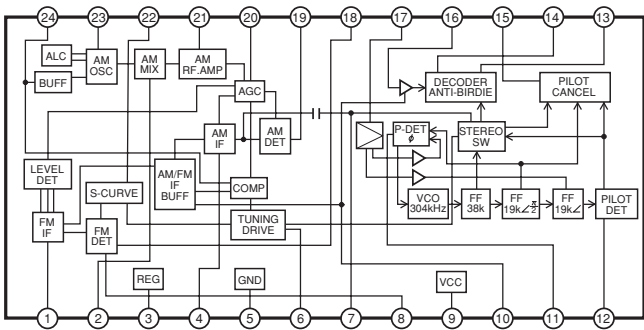 24 23 22 21 20 19 18 17 16 15 14 13
ALC
BUFF
AM
OSC
AM
MIX
AM
RF.AMP
AGC
AM
IF
AM
DET
DECODER
ANTI-BIRDIE
PILOT
CANCEL
P-DET
φ
STEREO
SW
LEVEL
DET
S-CURVE
AM/FM
IF
BUFF
COMP
TUNING
DRIVE
FM
IF
FM
DET
VCO
304kHz
FF
38k
FF
19k∠π/2
FF
19k∠
PILOT
DET
REG
GND
VCC
1 2 3 4 5 6 7 8 9 10 11 12